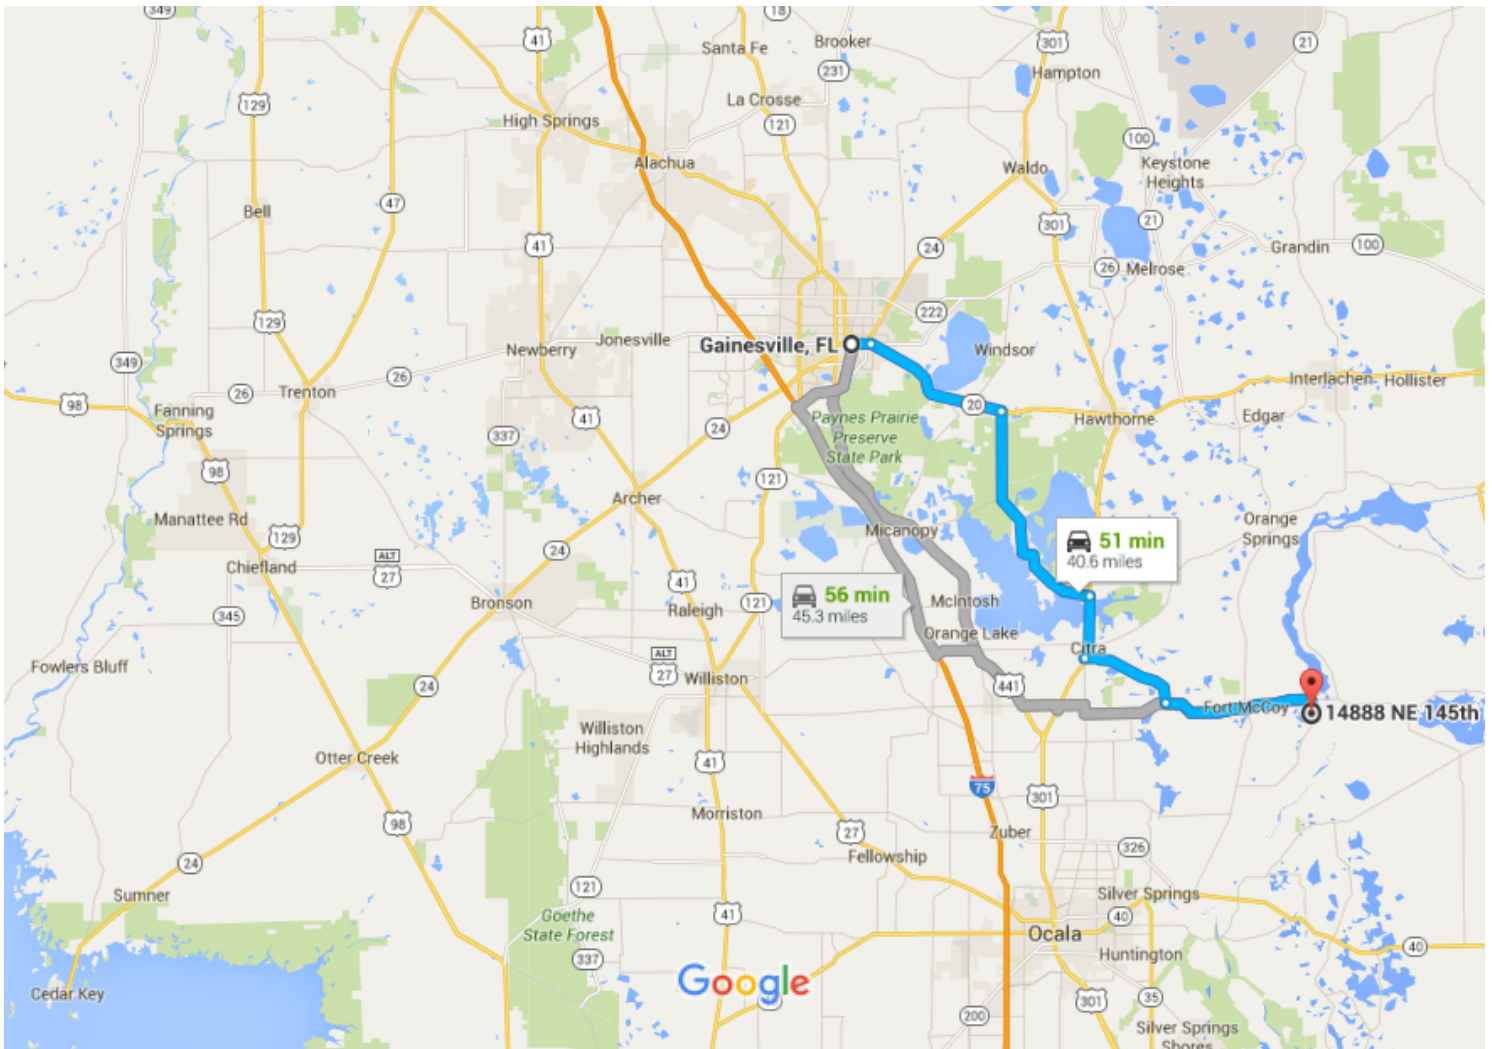 349
18
41
Santa Fe
Brooker
301
21
129
231
Hampton
High Springs
La Crosse
121
100
Alachua
Waldo
Keystone
Heights
47
Bell
41
301
21
24
Grandin
100
26
Melrose
222
129
Jonesville
Gainesville, FL
Newberry
Windsor
349
26
Trenton
26
Interlachen
Hollister
98
Fanning
Springs
20
Paynes Prairie
Preserve
State Park
Hawthorne
Edgar
41
24
337
98
121
Archer
Manattee Rd
Orange
Springs
129
Micanopy
51 min
40.6 miles
24
ALT
27
Chiefland
41
56 min
45.3 miles
Bronson
121
McIntosh
345
Raleigh
Orange Lake
Citra
Fowlers Bluff
ALT
27
Williston
24
441
Fort McCoy
14888 NE 145th
Williston
Highlands
Otter Creek
41
75
301
Morriston
98
27
Zuber
326
24
Fellowship
121
Silver Springs
Sumner
41
40
Goethe
State Forest
Ocala
40
337
Huntington
Google
Cedar Key
301
35
200
Silver Springs
Shores